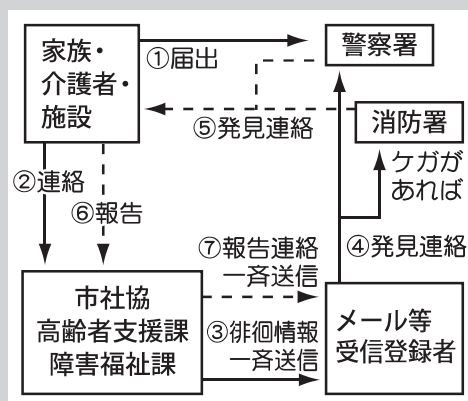 家族・
介護者・
施設
①届出
警察署
⑤発見連絡
消防署
ケガが
あれば
②連絡
⑥報告
⑦報告連絡
一斉送信
④発見連絡
市社協
高齢者支援課
障害福祉課
③徘徊情報
一斉送信
メール等
受信登録者